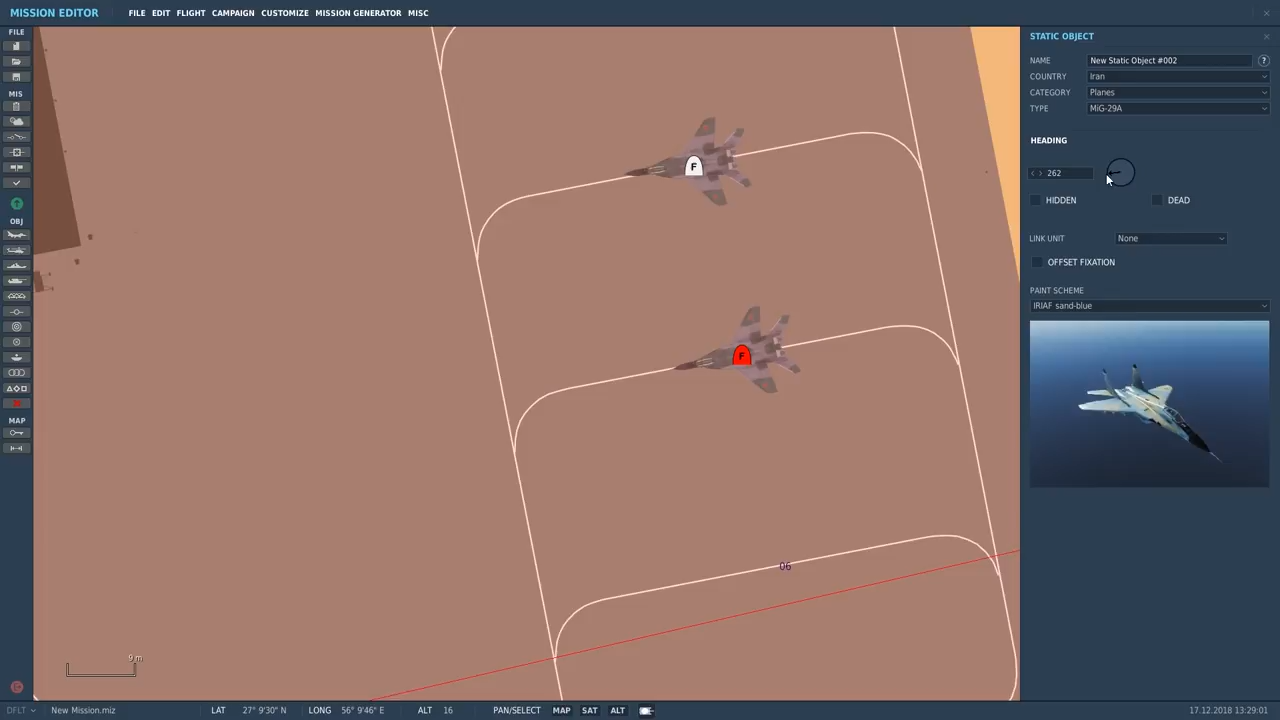 MISSION EDITOR FILE EDIT FLIGHT CAMPAIGN CUSTOMIZE MISSION GENERATOR MISC
FILE
MIS
OBJ
MAP
F
F
06
9 m
STATIC OBJECT
NAME New Static Object #002 ?
COUNTRY Iran
CATEGORY Planes
TYPE MiG-29A
HEADING
< > 262
HIDDEN DEAD
LINK UNIT None
OFFSET FIXATION
PAINT SCHEME
IRIAF sand-blue
DFLT New Mission.miz LAT 27° 9'30" N LONG 56° 9'46" E ALT 16 PAN/SELECT MAP SAT ALT 17.12.2018 13:29:01